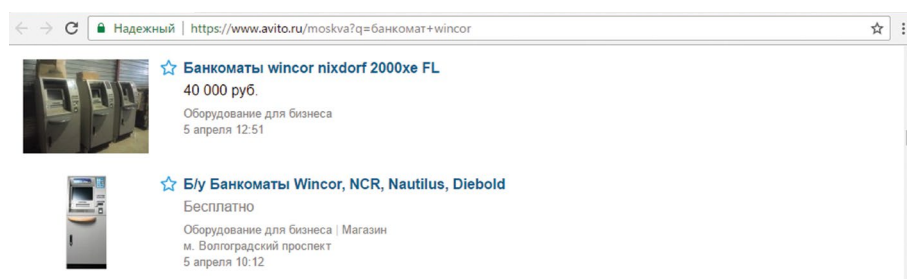 Надежный | https://www.avito.ru/moskva?q=банкомат+wincor
Банкоматы wincor nixdorf 2000xe FL
40 000 руб.
Оборудование для бизнеса
5 апреля 12:51
Б/у Банкоматы Wincor, NCR, Nautilus, Diebold
Бесплатно
Оборудование для бизнеса | Магазин
м. Волгоградский проспект
5 апреля 10:12